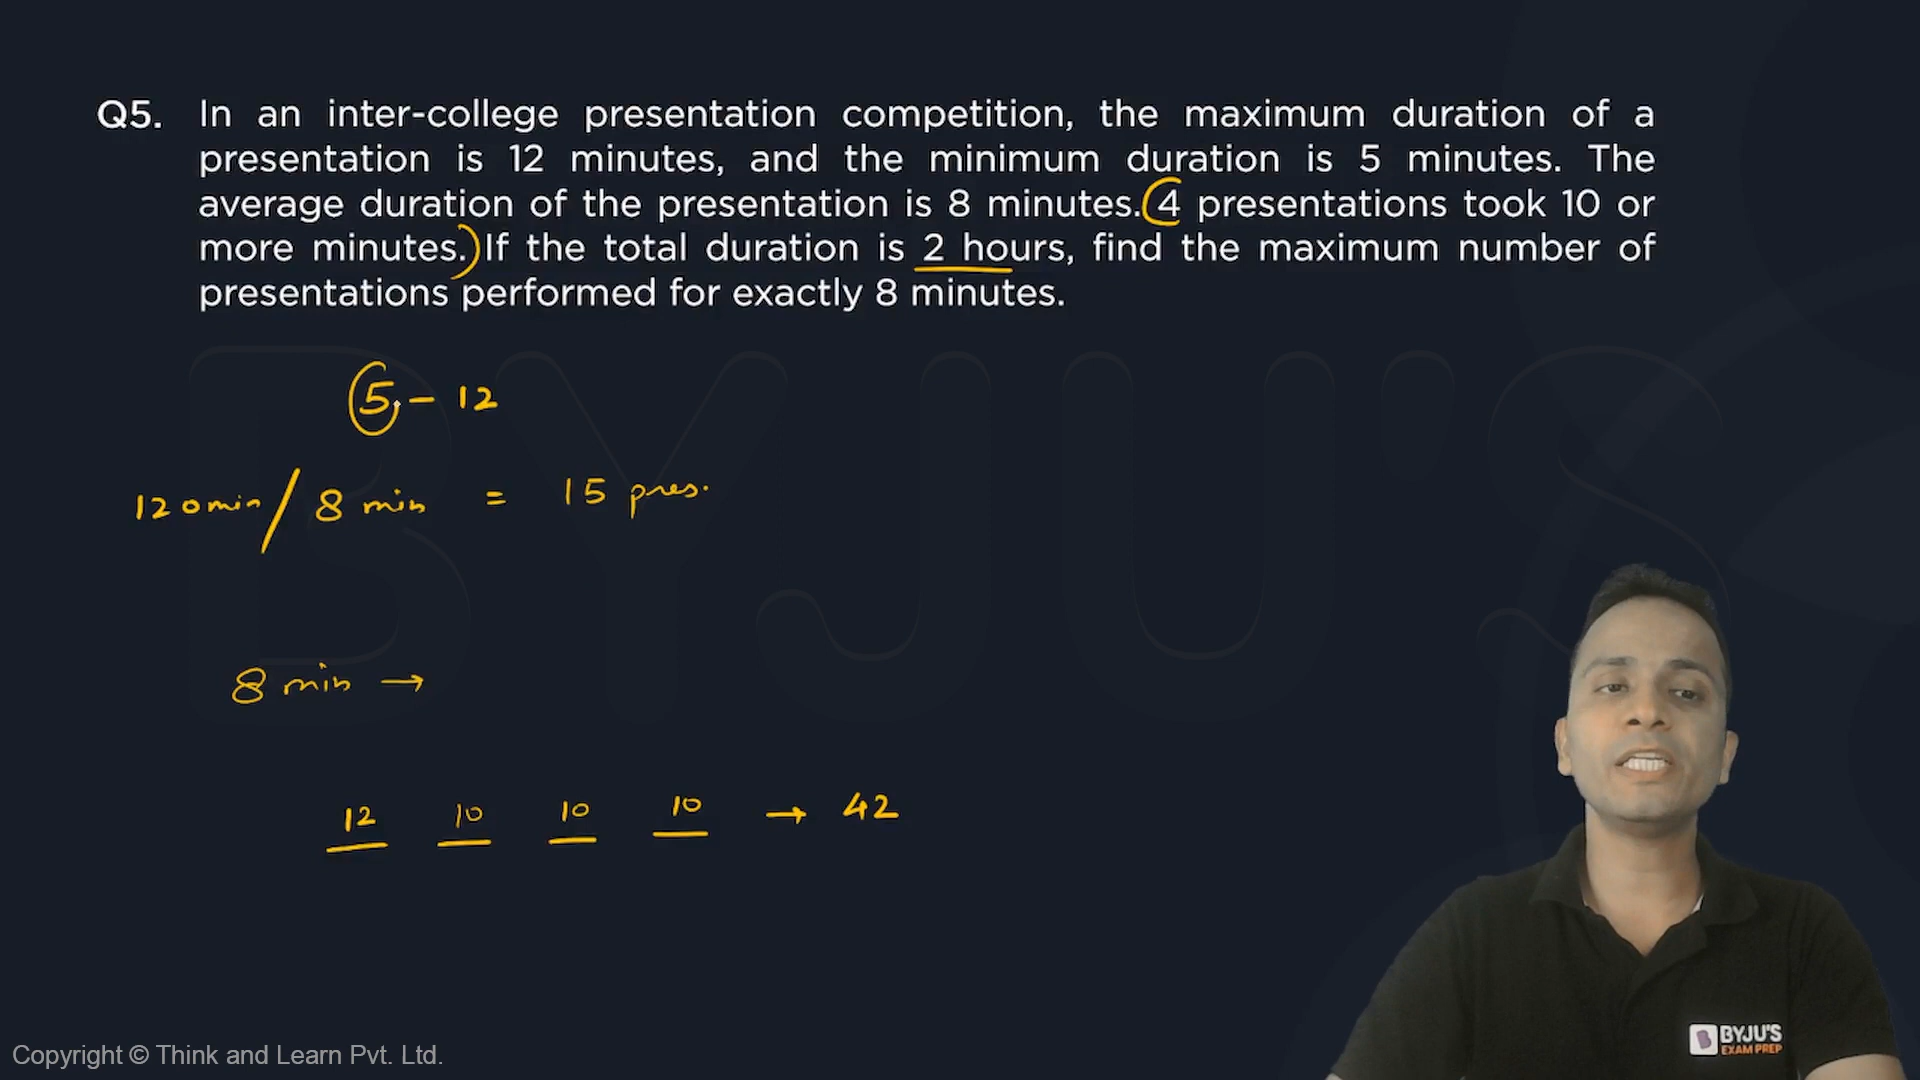 Q5. In an inter-college presentation competition, the maximum duration of a
presentation is 12 minutes, and the minimum duration is 5 minutes. The
average duration of the presentation is 8 minutes. 4 presentations took 10 or
more minutes. If the total duration is 2 hours, find the maximum number of
presentations performed for exactly 8 minutes.
5 - 12
120min / 8 min = 15 pres.
8 min →
12 10 10 10 → 42
BYJU'S
BYJU'S
EXAM PREP
Copyright © Think and Learn Pvt. Ltd.